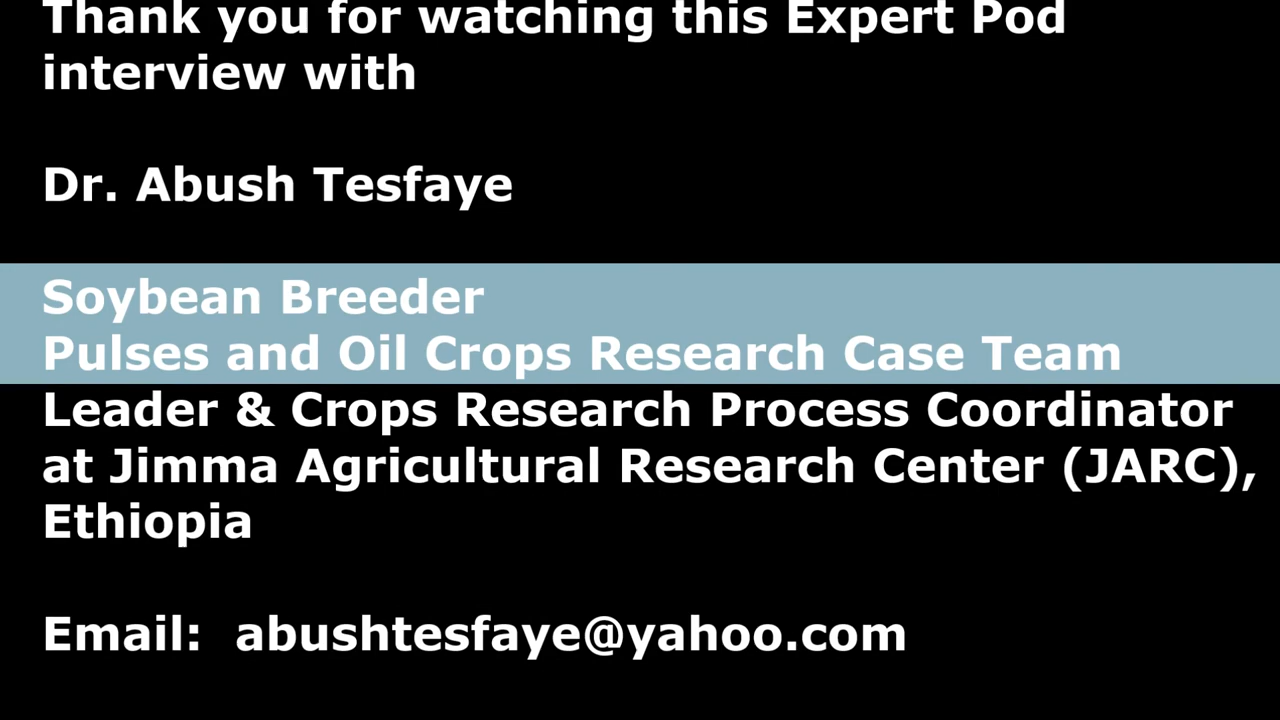 Thank you for watching this Expert Pod
interview with
Dr. Abush Tesfaye
Soybean Breeder
Pulses and Oil Crops Research Case Team
Leader & Crops Research Process Coordinator
at Jimma Agricultural Research Center (JARC),
Ethiopia
Email:  abushtesfaye@yahoo.com